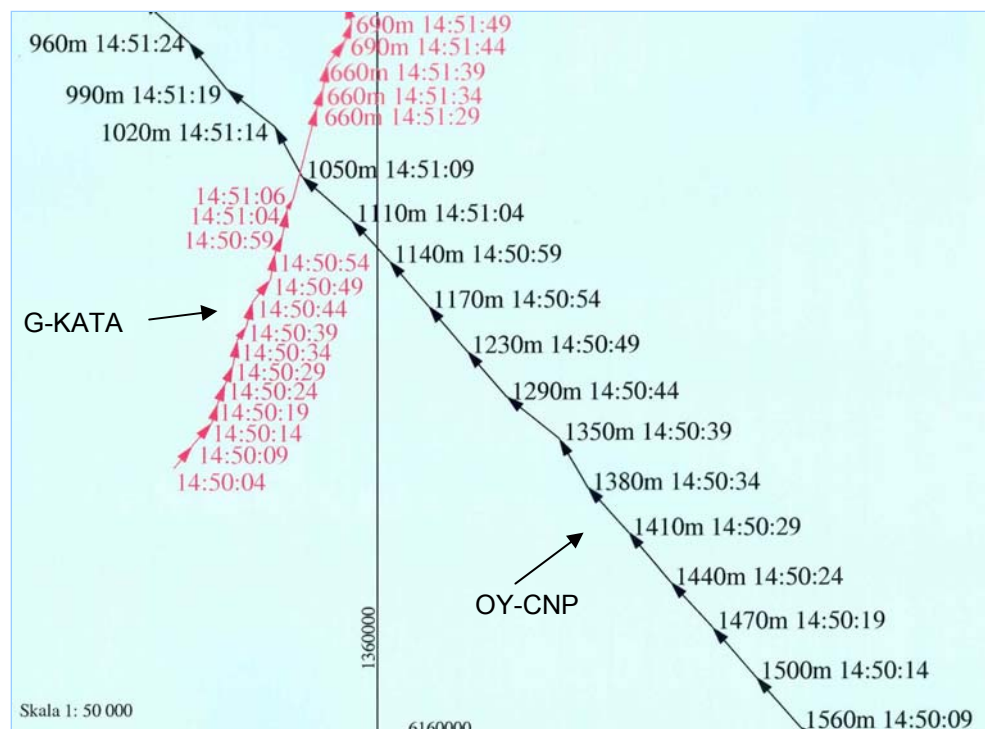 690m 14:51:49
960m 14:51:24
690m 14:51:44
660m 14:51:39
990m 14:51:19
660m 14:51:34
660m 14:51:29
1020m 14:51:14
1050m 14:51:09
14:51:06
14:51:04
1110m 14:51:04
14:50:59
1140m 14:50:59
14:50:54
14:50:49
1170m 14:50:54
14:50:44
G-KATA
14:50:39
1230m 14:50:49
14:50:34
14:50:29
14:50:24
1290m 14:50:44
14:50:19
14:50:14
1350m 14:50:39
14:50:09
14:50:04
1380m 14:50:34
1410m 14:50:29
1440m 14:50:24
OY-CNP
1470m 14:50:19
1360000
1500m 14:50:14
Skala 1: 50 000
1560m 14:50:09
6160000